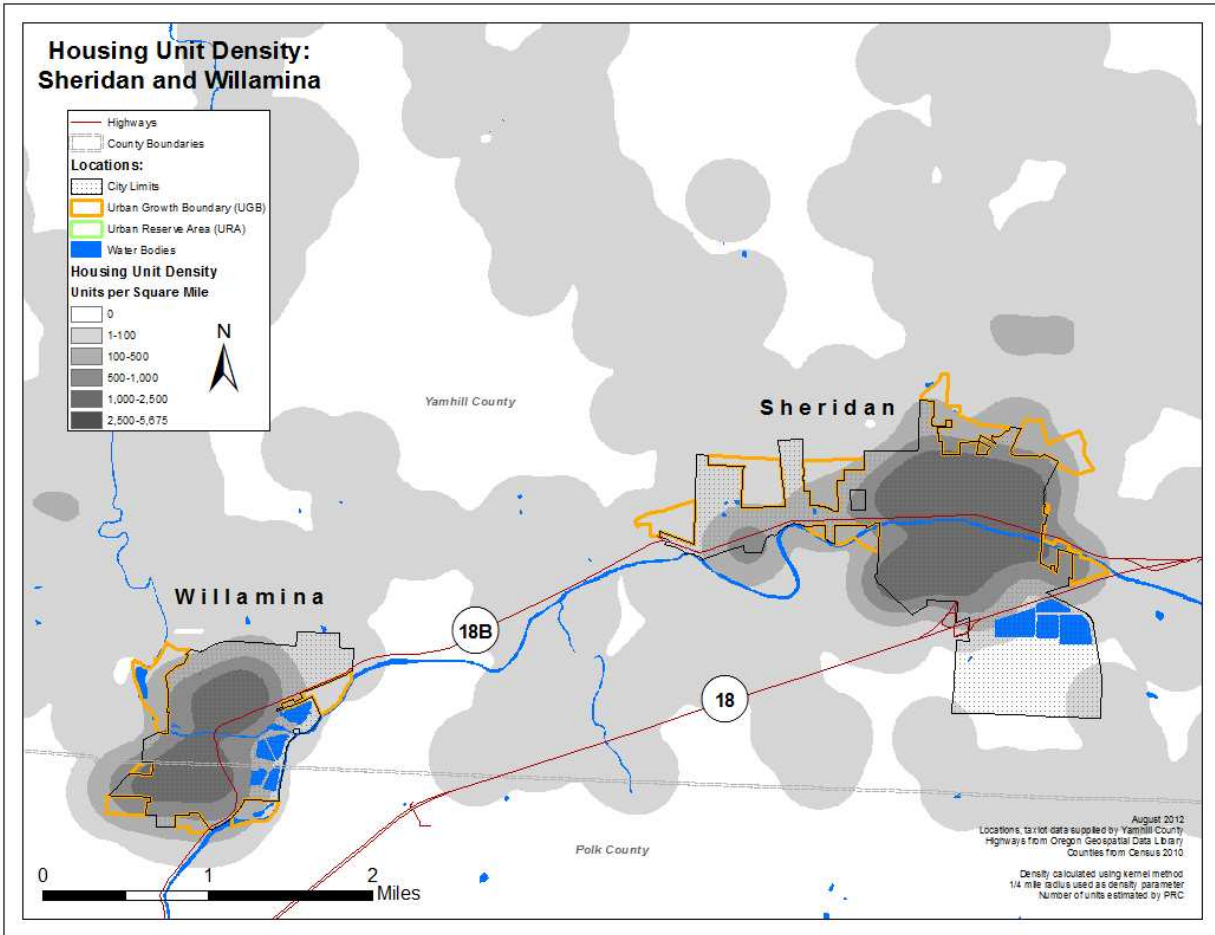 Housing Unit Density:
Sheridan and Willamina
Highways
County Boundaries
Locations:
City Limits
Urban Growth Boundary (UGB)
Urban Reserve Area (URA)
Water Bodies
Housing Unit Density
Units per Square Mile
0
1-100
100-500
500-1,000
1,000-2,500
2,500-5,675
N
Yamhill County
Sheridan
Willamina
18B
18
Polk County
0 1 2
Miles
August 2012
Locations, taxlot data supplied by Yamhill County
Highways from Oregon Geospatial Data Library
Counties from Census 2010
Density calculated using kernel method
1/4 mile radius used as density parameter
Number of units estimated by PRC